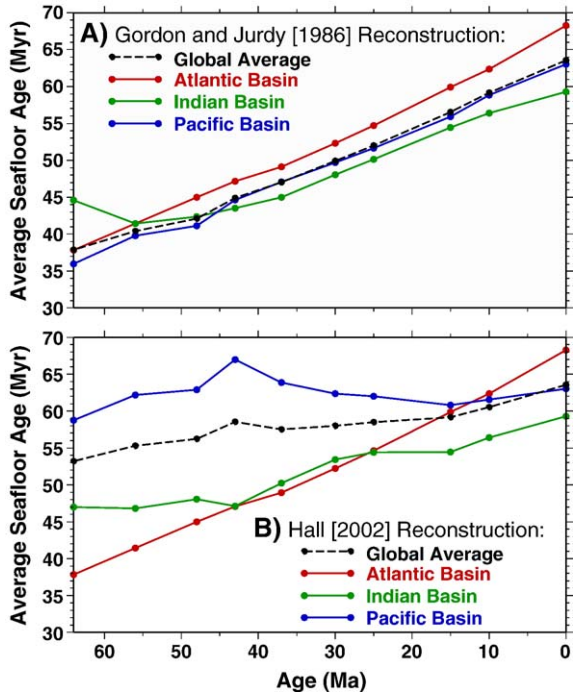 70
65
60
55
50
45
40
35
30
Average Seafloor Age (Myr)
A) Gordon and Jurdy [1986] Reconstruction:
Global Average
Atlantic Basin
Indian Basin
Pacific Basin
70
65
60
55
50
45
40
35
30
Average Seafloor Age (Myr)
B) Hall [2002] Reconstruction:
Global Average
Atlantic Basin
Indian Basin
Pacific Basin
60 50 40 30 20 10 0
Age (Ma)